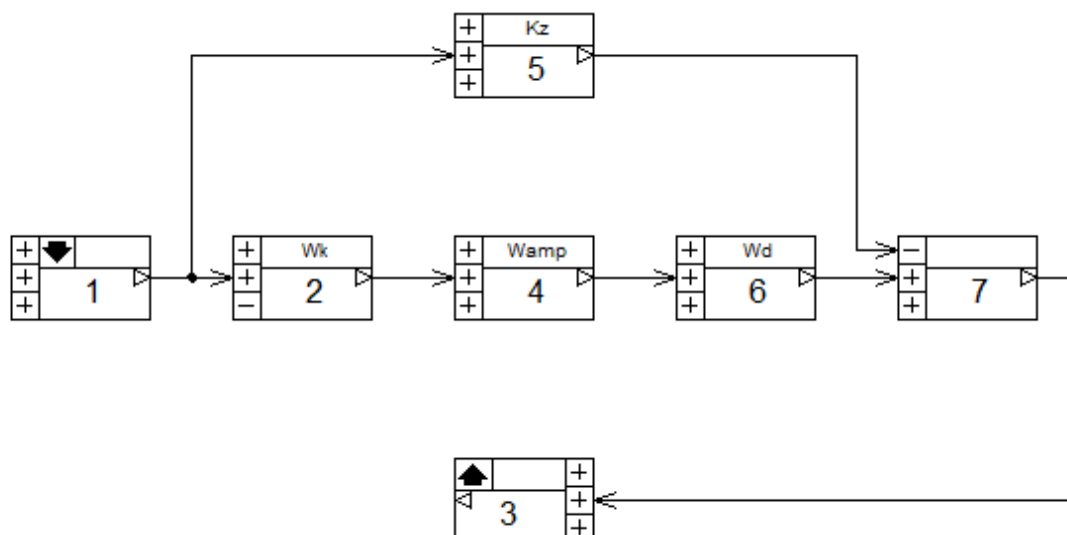 + Kz
+ 5
+
+ + Wk + Wamp + Wd −
+ 1 + 2 + 4 + 6 + 7
+ − + + +
+
3 +
+